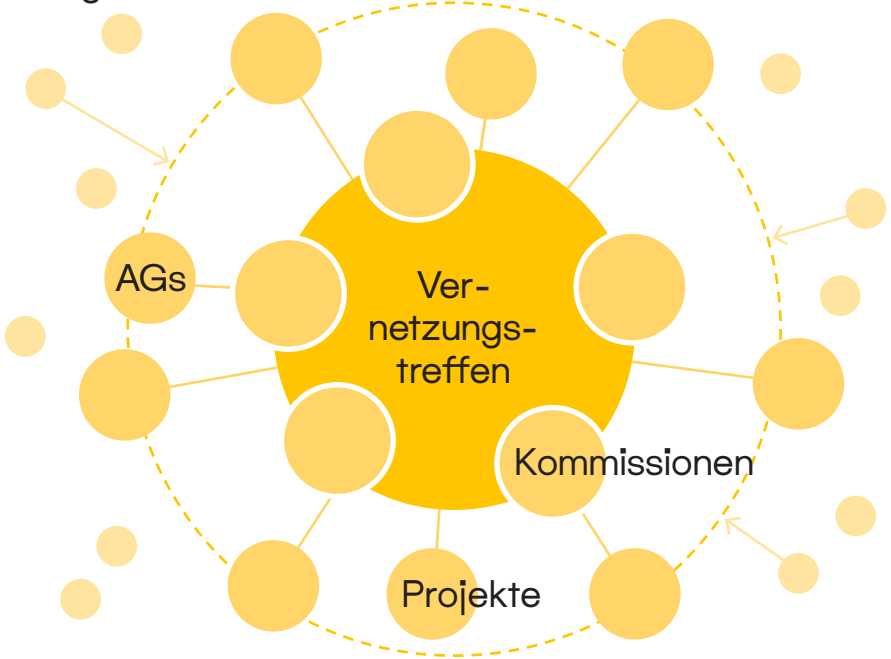 AGs
Ver-
netzungs-
treffen
Kommissionen
Projekte